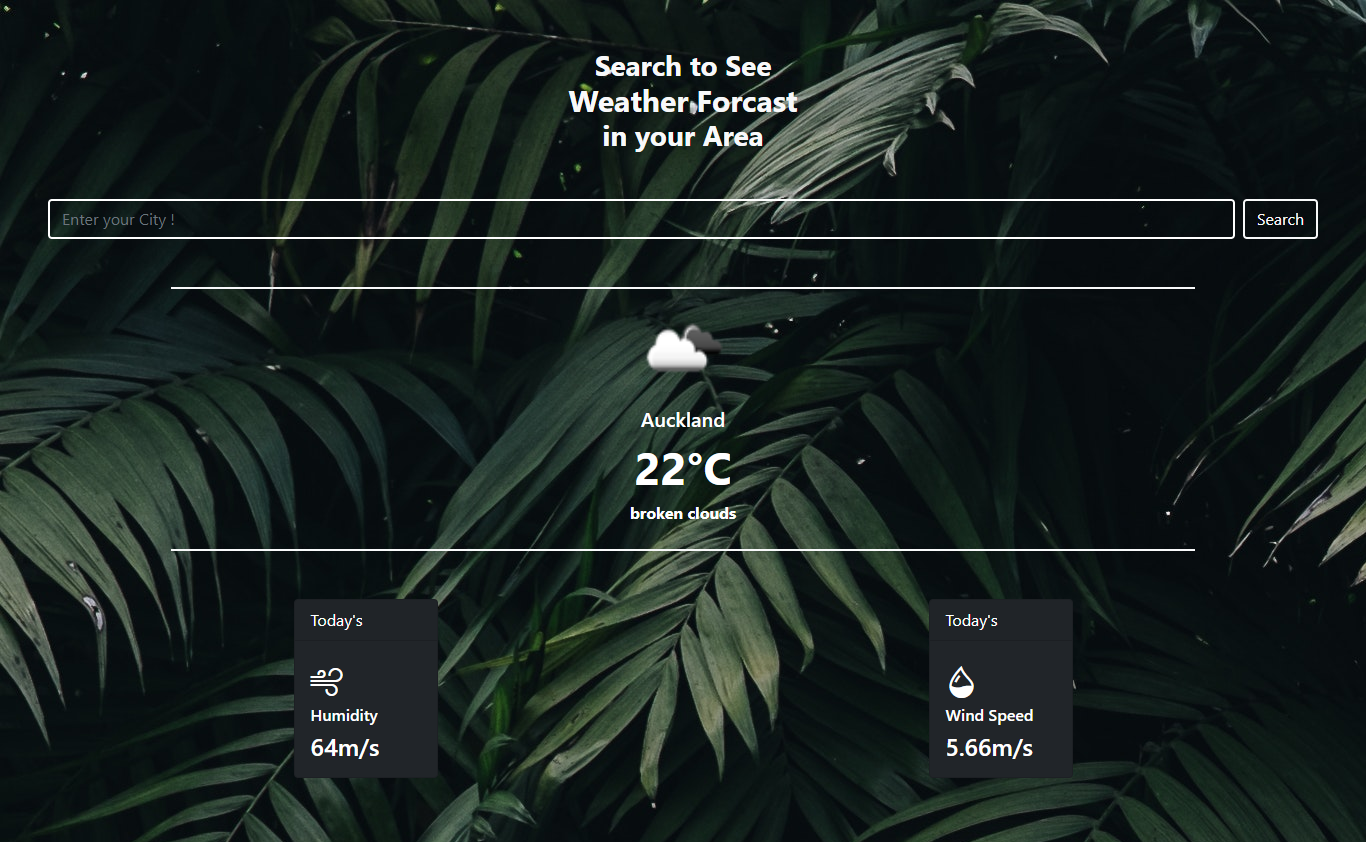 Search to See
Weather Forcast
in your Area
Enter your City !
Search
Auckland
22°C
broken clouds
Today's
Humidity
64m/s
Today's
Wind Speed
5.66m/s